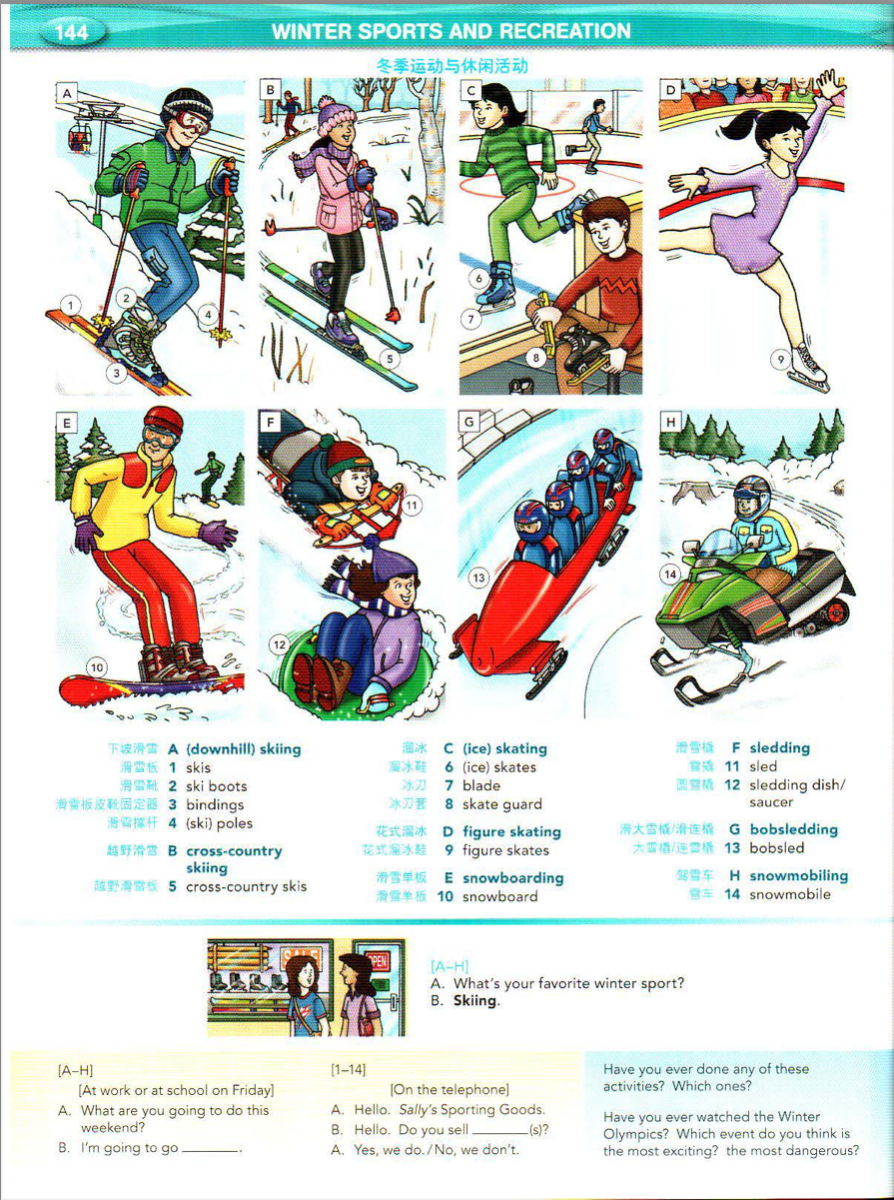 144
WINTER SPORTS AND RECREATION
冬季运动与休闲活动
A
B
C
D
1
2
3
4
5
6
7
8
9
E
F
G
H
10
11
12
13
14
下坡滑雪 A (downhill) skiing
滑雪板 1 skis
滑雪靴 2 ski boots
滑雪板皮靴固定器 3 bindings
滑雪撑杆 4 (ski) poles
越野滑雪 B cross-country
skiing
越野滑雪板 5 cross-country skis
溜冰 C (ice) skating
溜冰鞋 6 (ice) skates
冰刀 7 blade
冰刀套 8 skate guard
花式溜冰 D figure skating
花式溜冰鞋 9 figure skates
滑雪单板 E snowboarding
滑雪单板 10 snowboard
滑雪橇 F sledding
雪橇 11 sled
圆雪橇 12 sledding dish/
saucer
滑大雪橇/滑连橇 G bobsledding
大雪橇/连雪橇 13 bobsled
驾雪车 H snowmobiling
雪车 14 snowmobile
SALE
OPEN
[A–H]
A. What's your favorite winter sport?
B. Skiing.
[A–H]
[At work or at school on Friday]
A. What are you going to do this
weekend?
B. I'm going to go ________.
[1–14]
[On the telephone]
A. Hello. Sally's Sporting Goods.
B. Hello. Do you sell ________(s)?
A. Yes, we do./No, we don't.
Have you ever done any of these
activities? Which ones?
Have you ever watched the Winter
Olympics? Which event do you think is
the most exciting? the most dangerous?